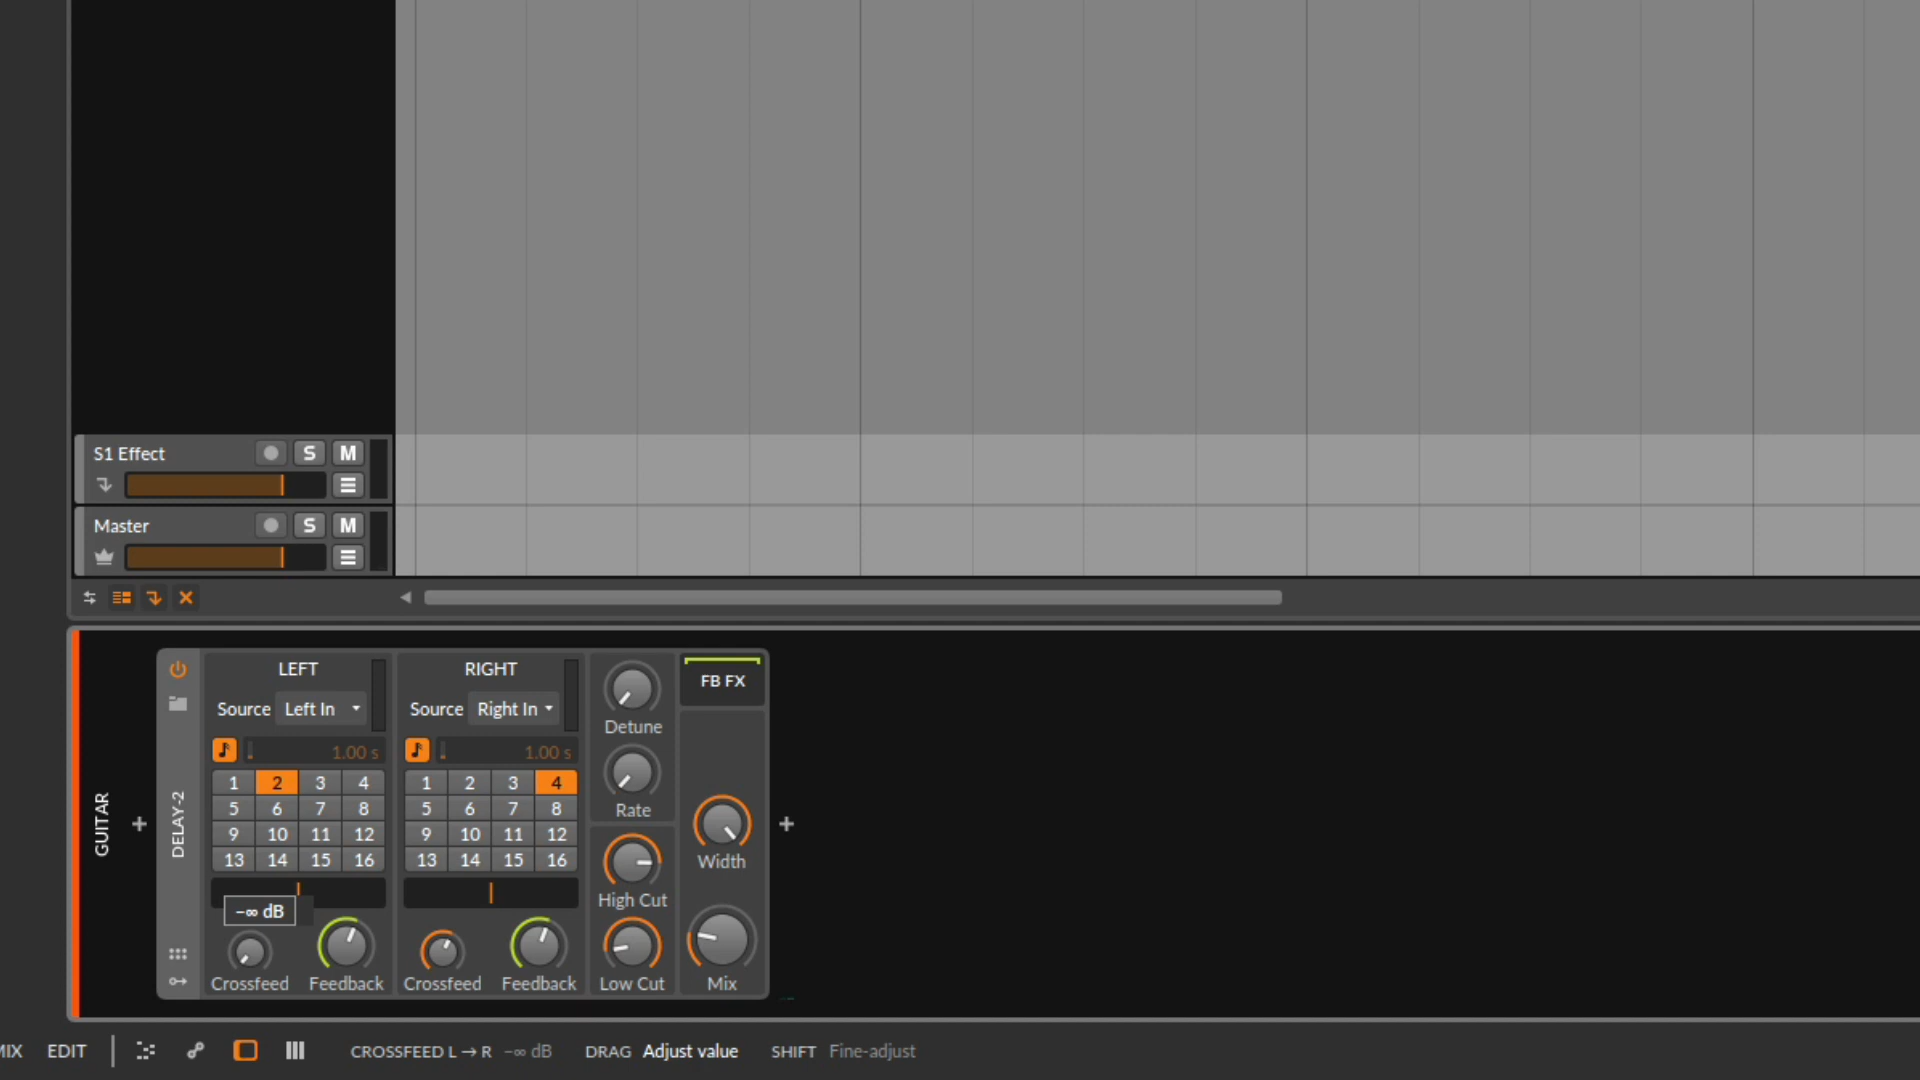 S1 Effect S M
Master S M
GUITAR
DELAY-2
LEFT
Source Left In
1.00 s
1 2 3 4
5 6 7 8
9 10 11 12
13 14 15 16
-∞ dB
Crossfeed Feedback
RIGHT
Source Right In
1.00 s
1 2 3 4
5 6 7 8
9 10 11 12
13 14 15 16
Crossfeed Feedback
Detune
Rate
High Cut
Low Cut
FB FX
Width
Mix
MIX EDIT CROSSFEED L → R -∞ dB DRAG Adjust value SHIFT Fine-adjust